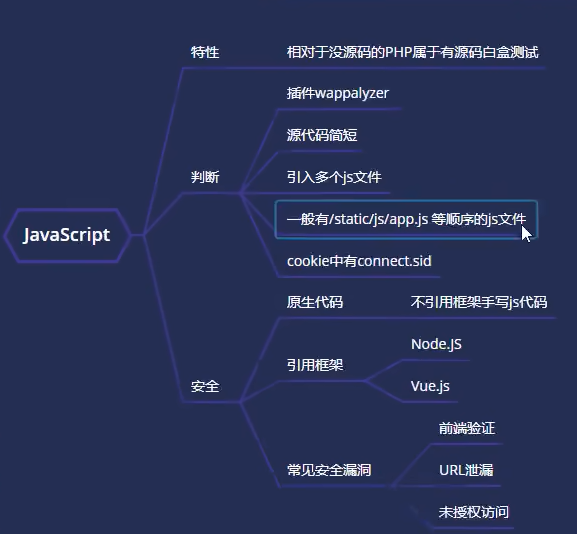 JavaScript
特性
相对于没源码的PHP属于有源码白盒测试
判断
插件wappalyzer
源代码简短
引入多个js文件
一般有/static/js/app.js 等顺序的js文件
cookie中有connect.sid
安全
原生代码
不引用框架手写js代码
引用框架
Node.JS
Vue.js
常见安全漏洞
前端验证
URL泄漏
未授权访问